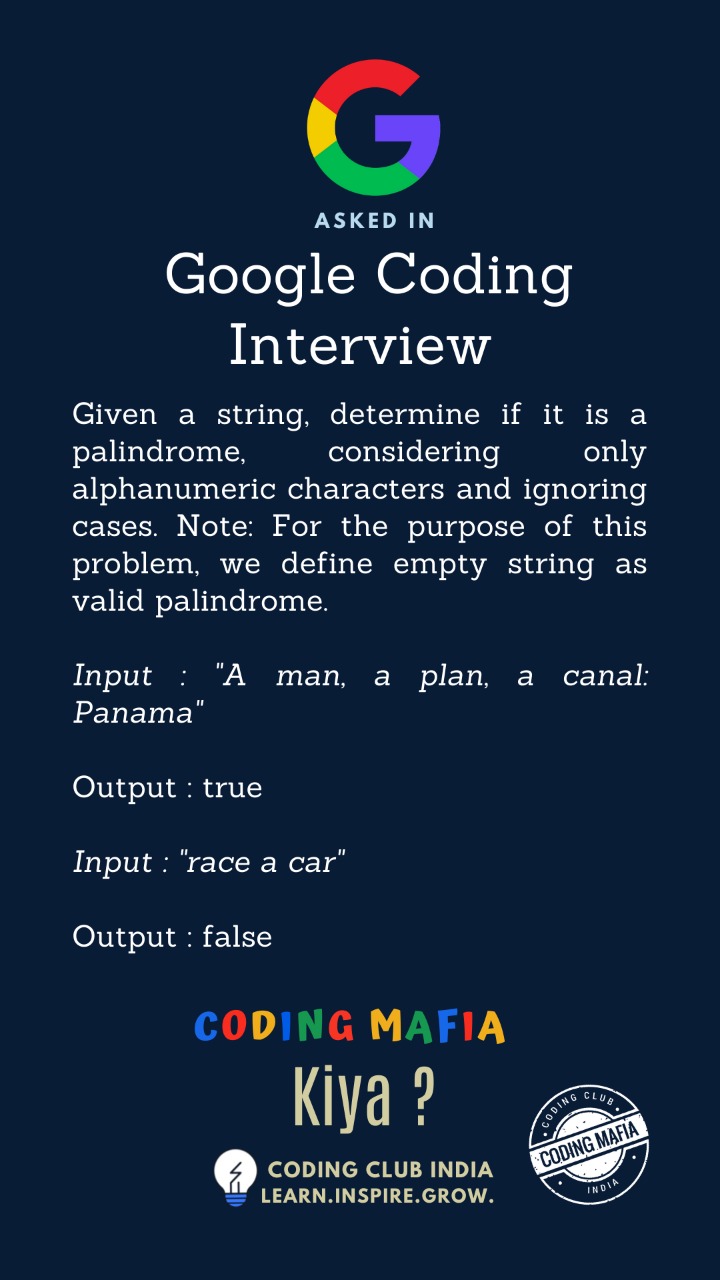 ASKED IN
Google Coding
Interview
Given a string, determine if it is a
palindrome, considering only
alphanumeric characters and ignoring
cases. Note: For the purpose of this
problem, we define empty string as
valid palindrome.
Input : "A man, a plan, a canal:
Panama"
Output : true
Input : "race a car"
Output : false
CODING MAFIA
Kiya ?
CODING CLUB INDIA
LEARN.INSPIRE.GROW.
CODING CLUB
CODING MAFIA
INDIA